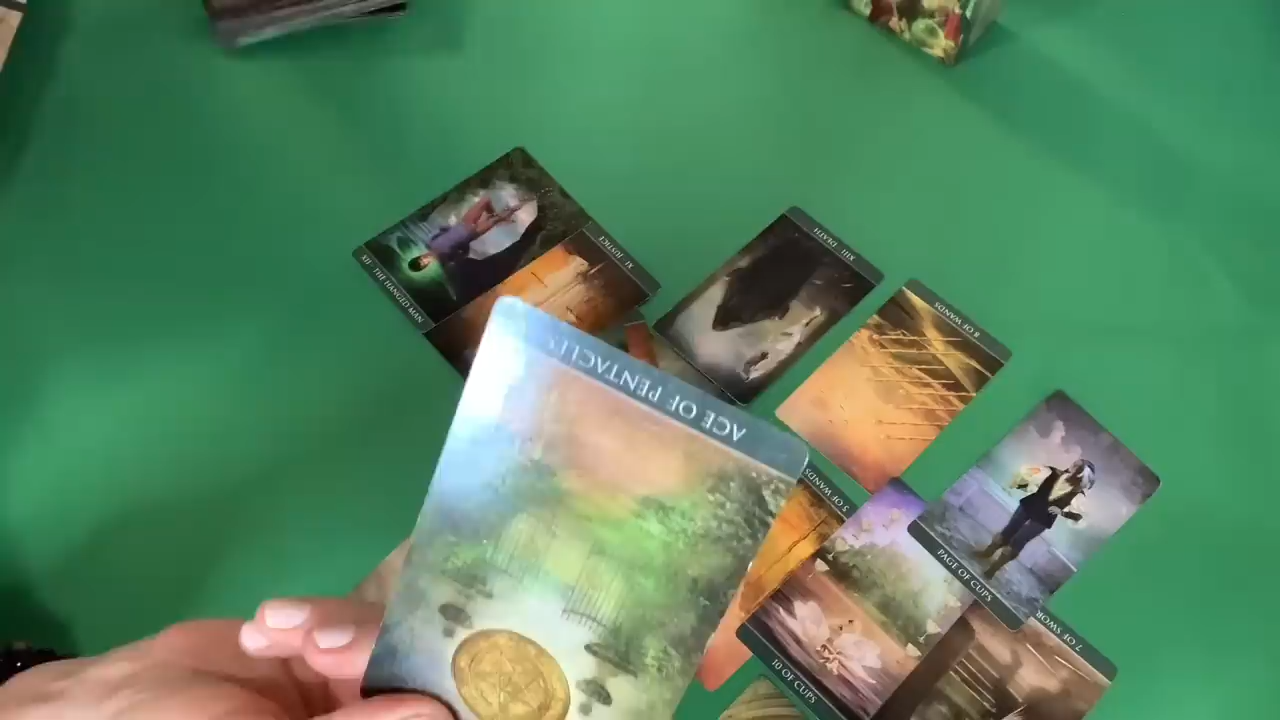 XII · THE HANGED MAN
XI. JUSTICE
XIII · DEATH
8 OF WANDS
ACE OF PENTACLES
5 OF WANDS
PAGE OF CUPS
10 OF CUPS
7 OF SWOR